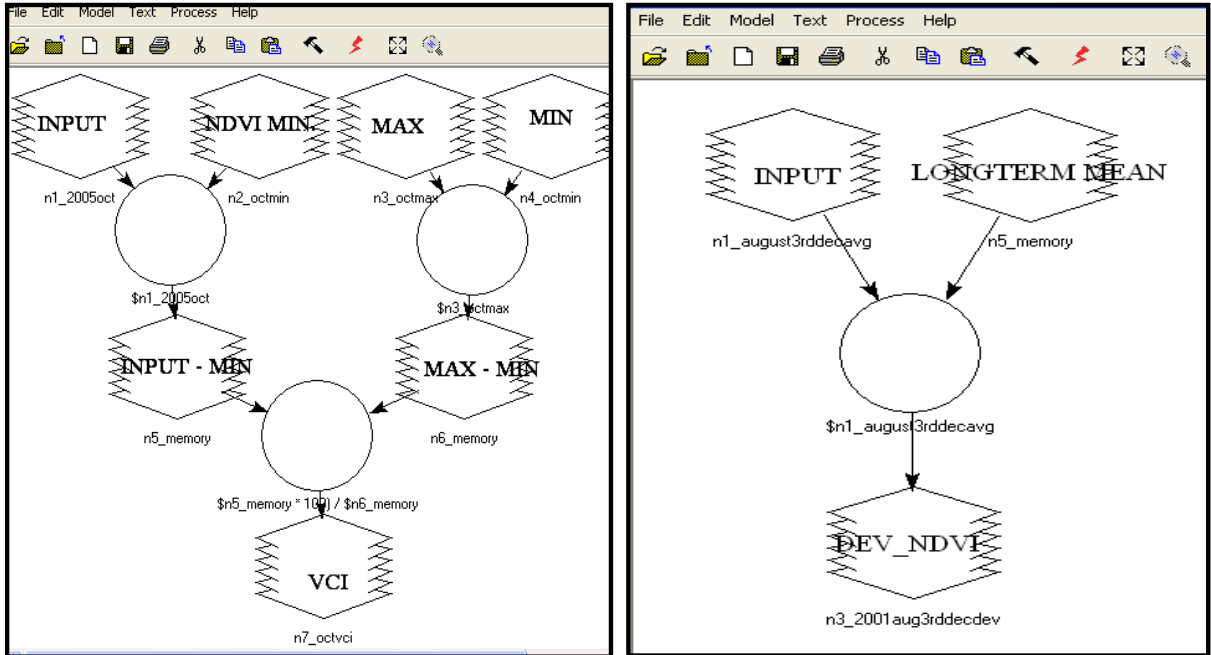 File Edit Model Text Process Help
INPUT NDVI MIN. MAX MIN
n1_2005oct n2_octmin n3_octmax n4_octmin
$n1_2005oct $n3_octmax
INPUT - MIN MAX - MIN
n5_memory n6_memory
$n5_memory * 100) / $n6_memory
VCI
n7_octvci
File Edit Model Text Process Help
INPUT LONGTERM MEAN
n1_august3rddecavg n5_memory
$n1_august3rddecavg
DEV_NDVI
n3_2001aug3rddecdev